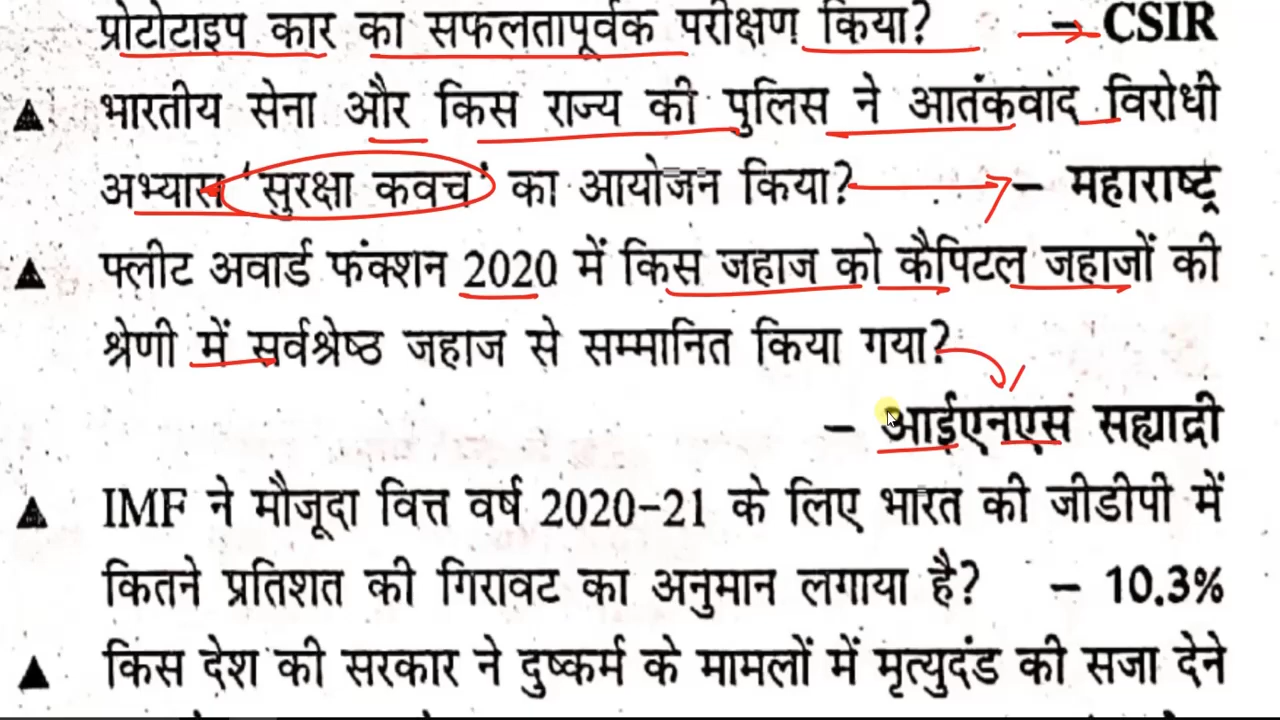 प्रोटोटाइप कार का सफलतापूर्वक परीक्षण किया? – CSIR
▲ भारतीय सेना और किस राज्य की पुलिस ने आतंकवाद विरोधी
अभ्यास 'सुरक्षा कवच' का आयोजन किया? – महाराष्ट्र
▲ फ्लीट अवार्ड फंक्शन 2020 में किस जहाज को कैपिटल जहाजों की
श्रेणी में सर्वश्रेष्ठ जहाज से सम्मानित किया गया?
– आईएनएस सह्याद्री
▲ IMF ने मौजूदा वित्त वर्ष 2020-21 के लिए भारत की जीडीपी में
कितने प्रतिशत की गिरावट का अनुमान लगाया है? – 10.3%
▲ किस देश की सरकार ने दुष्कर्म के मामलों में मृत्युदंड की सजा देने